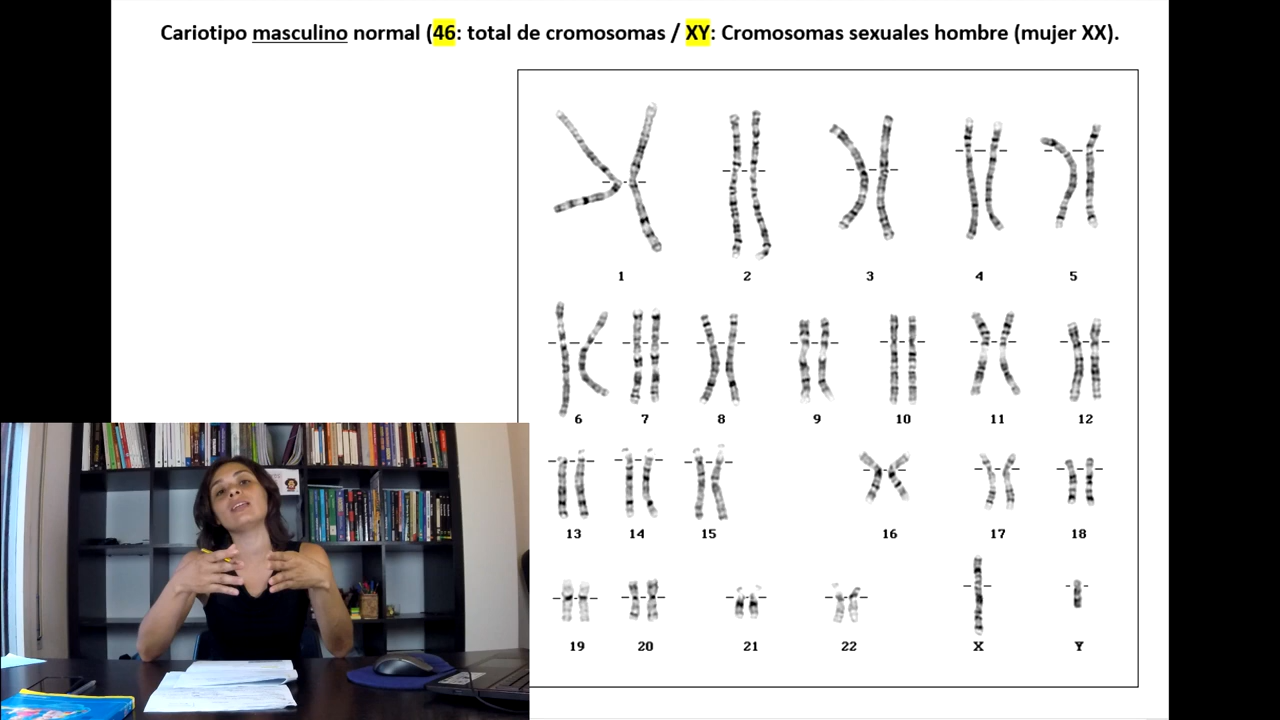 Cariotipo masculino normal (46: total de cromosomas / XY: Cromosomas sexuales hombre (mujer XX).
1 2 3 4 5
6 7 8 9 10 11 12
13 14 15 16 17 18
19 20 21 22 X Y